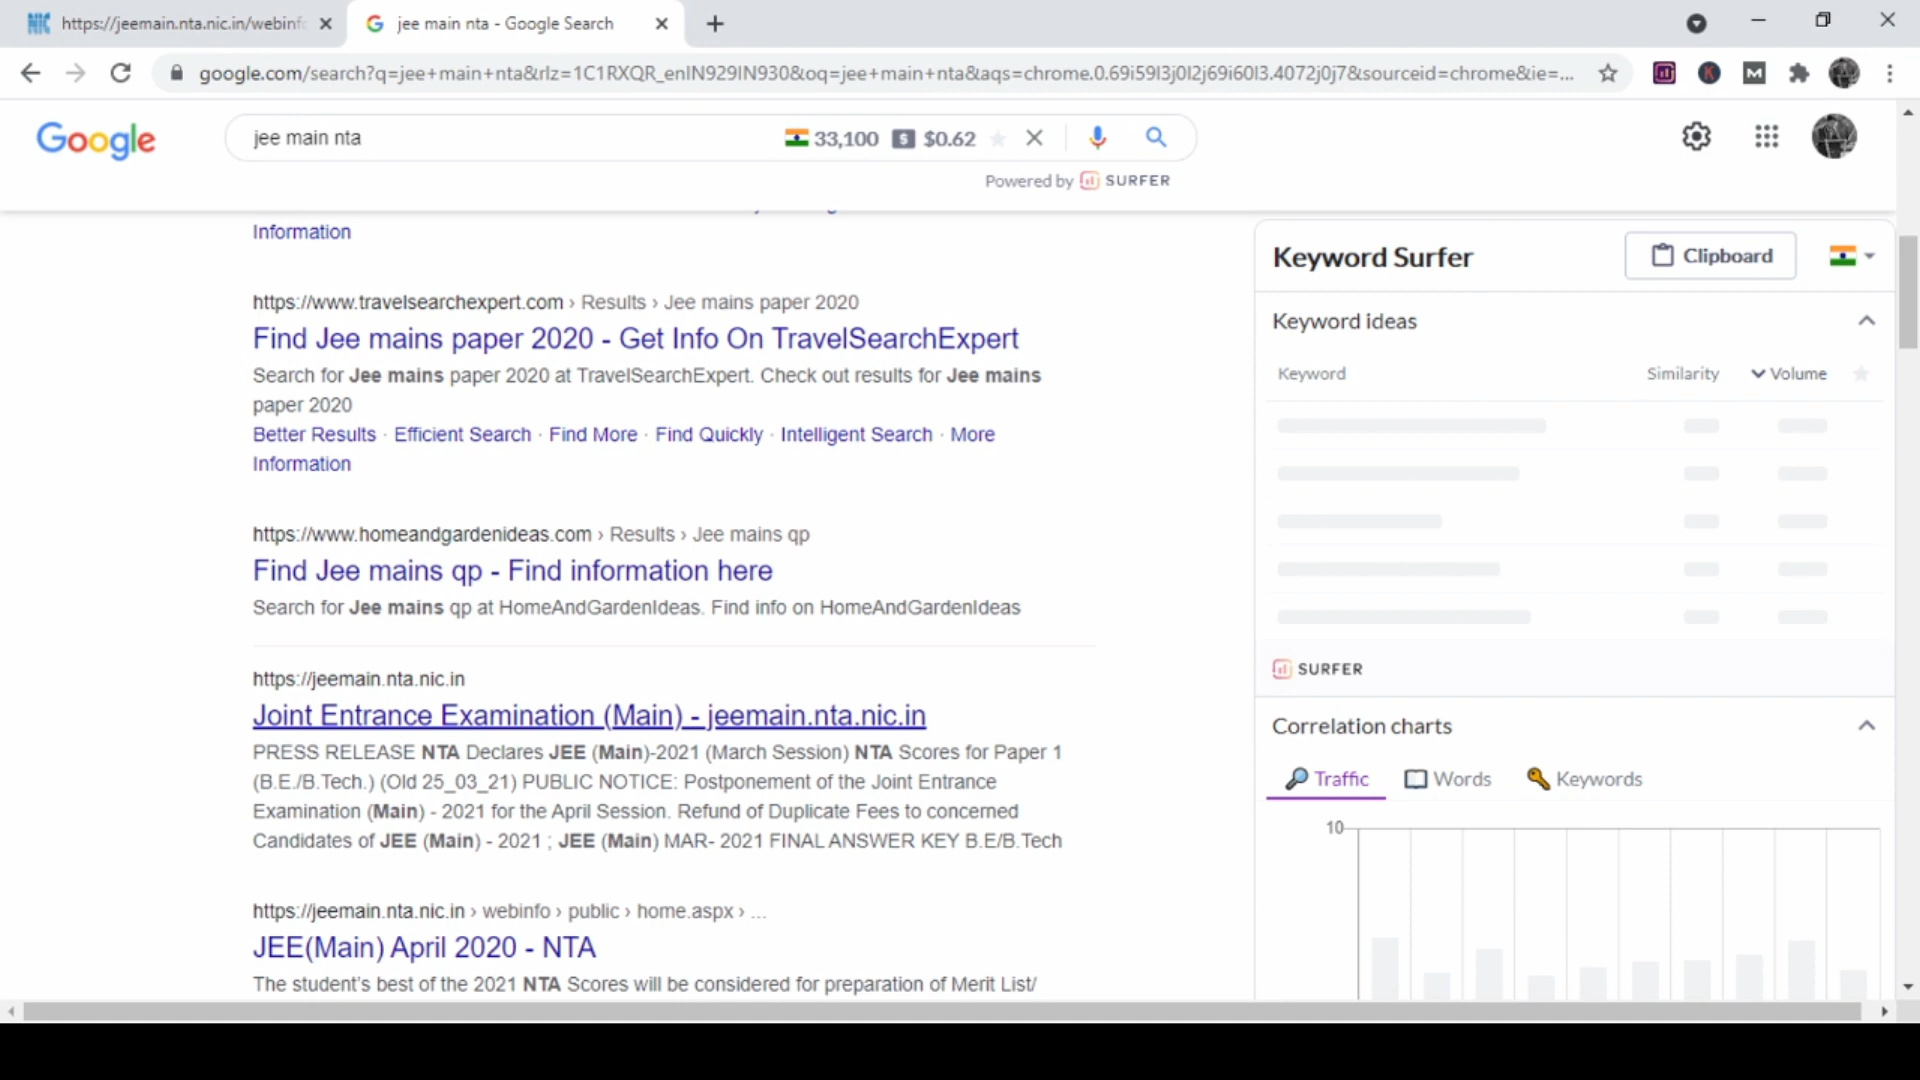 https://jeemain.nta.nic.in/webinfo
jee main nta - Google Search
google.com/search?q=jee+main+nta&rlz=1C1RXQR_enIN929IN930&oq=jee+main+nta&aqs=chrome.0.69i59l3j0l2j69i60l3.4072j0j7&sourceid=chrome&ie=...
Google
jee main nta
33,100 $0.62
Powered by SURFER
Information
https://www.travelsearchexpert.com › Results › Jee mains paper 2020
Find Jee mains paper 2020 - Get Info On TravelSearchExpert
Search for Jee mains paper 2020 at TravelSearchExpert. Check out results for Jee mains
paper 2020
Better Results · Efficient Search · Find More · Find Quickly · Intelligent Search · More
Information
https://www.homeandgardenideas.com › Results › Jee mains qp
Find Jee mains qp - Find information here
Search for Jee mains qp at HomeAndGardenIdeas. Find info on HomeAndGardenIdeas
https://jeemain.nta.nic.in
Joint Entrance Examination (Main) - jeemain.nta.nic.in
PRESS RELEASE NTA Declares JEE (Main)-2021 (March Session) NTA Scores for Paper 1
(B.E./B.Tech.) (Old 25_03_21) PUBLIC NOTICE: Postponement of the Joint Entrance
Examination (Main) - 2021 for the April Session. Refund of Duplicate Fees to concerned
Candidates of JEE (Main) - 2021 ; JEE (Main) MAR- 2021 FINAL ANSWER KEY B.E/B.Tech
https://jeemain.nta.nic.in › webinfo › public › home.aspx › ...
JEE(Main) April 2020 - NTA
The student's best of the 2021 NTA Scores will be considered for preparation of Merit List/
Keyword Surfer
Clipboard
Keyword ideas
Keyword Similarity Volume
SURFER
Correlation charts
Traffic Words Keywords
10